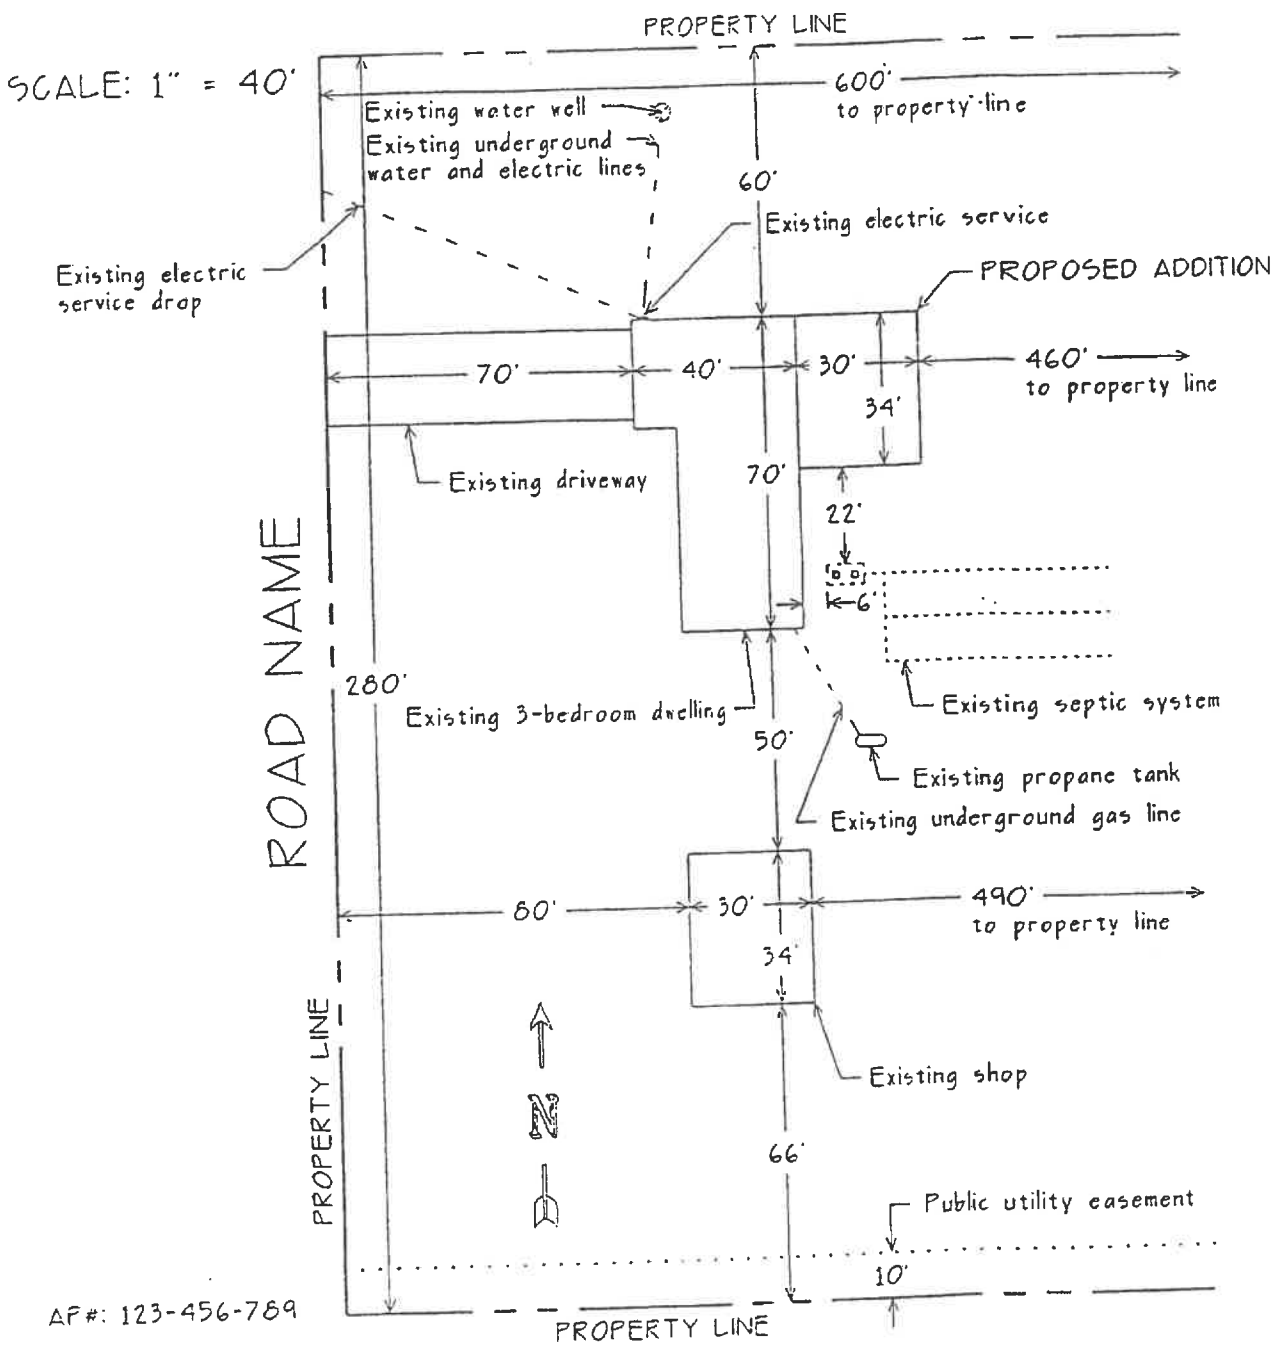 PROPERTY LINE
SCALE: 1" = 40'
600'
to property line
Existing water well
Existing underground
water and electric lines
60'
Existing electric service
Existing electric
service drop
PROPOSED ADDITION
70'
40'
30'
460'
to property line
34'
70'
Existing driveway
22'
6'
ROAD NAME
280'
Existing 3-bedroom dwelling
Existing septic system
50'
Existing propane tank
Existing underground gas line
80'
30'
490'
to property line
34'
PROPERTY LINE
N
Existing shop
66'
Public utility easement
10'
AP#: 123-456-789
PROPERTY LINE